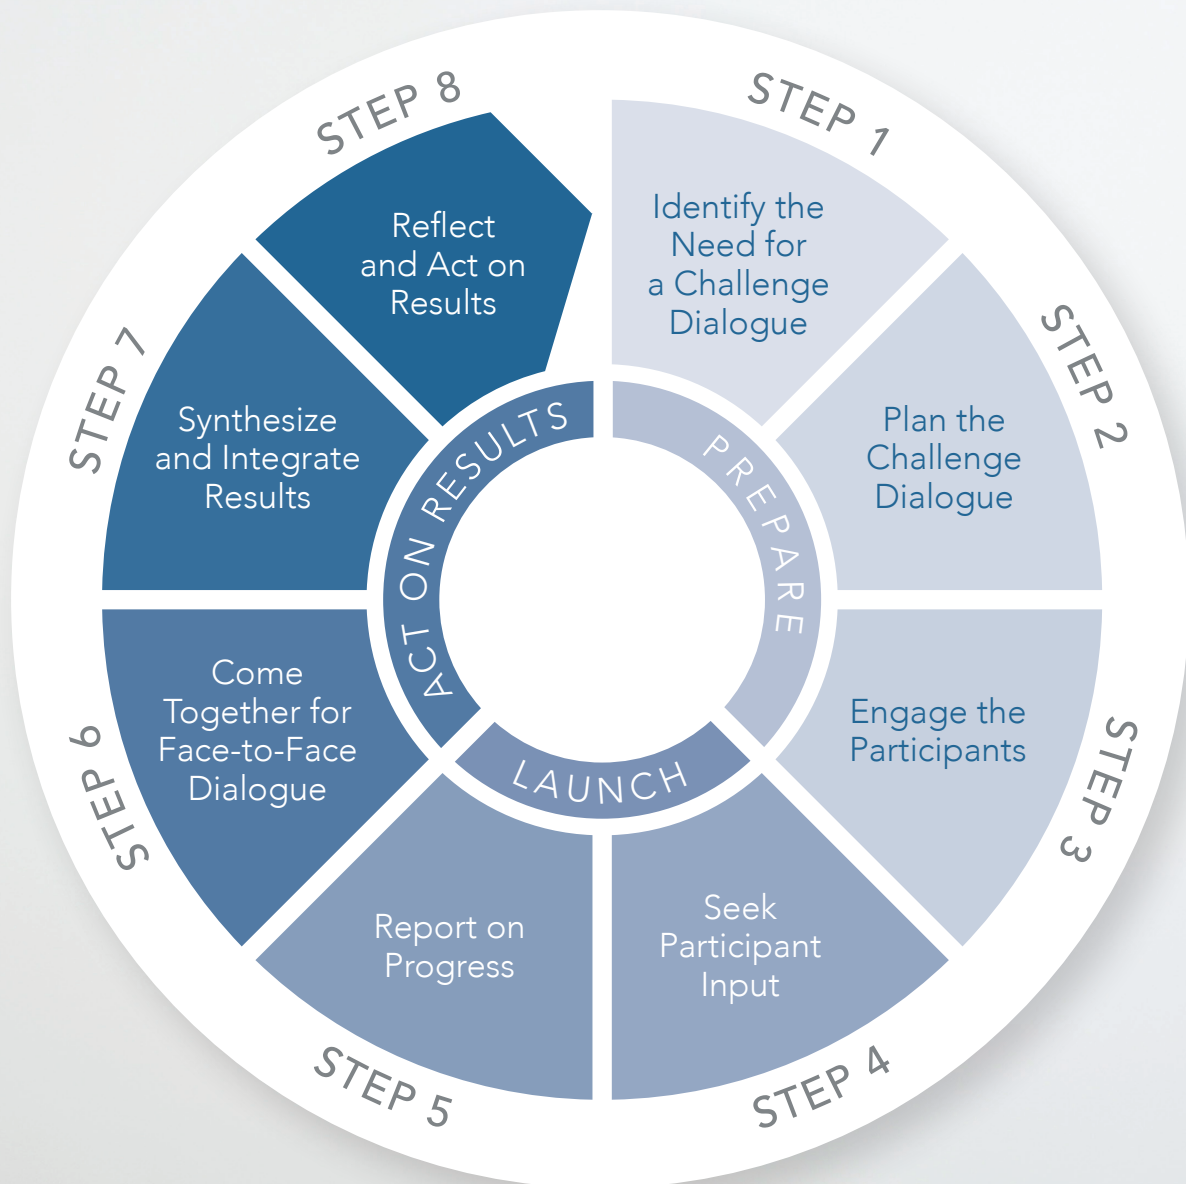 STEP 1
Identify the
Need for
a Challenge
Dialogue
STEP 2
Plan the
Challenge
Dialogue
STEP 3
Engage the
Participants
STEP 4
Seek
Participant
Input
STEP 5
Report on
Progress
STEP 6
Come
Together for
Face-to-Face
Dialogue
STEP 7
Synthesize
and Integrate
Results
STEP 8
Reflect
and Act on
Results
PREPARE
LAUNCH
ACT ON RESULTS